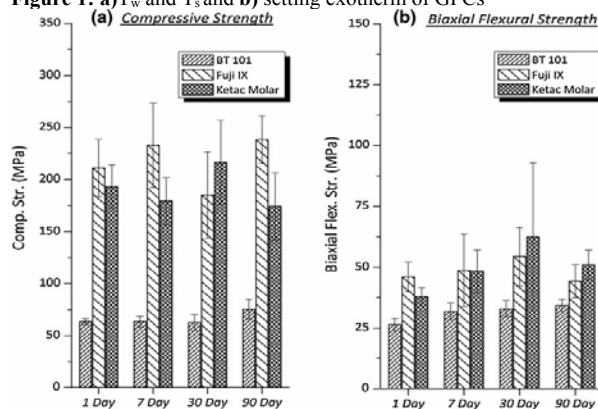 Figure 1: a) Tw and Ts and b) setting exotherm of GPCs
(a) Compressive Strength
350
300
250
200
150
100
50
0
Comp. Str. (MPa)
BT 101
Fuji IX
Ketac Molar
1 Day 7 Day 30 Day 90 Day
(b) Biaxial Flexural Strength
150
125
100
75
50
25
0
Biaxial Flex. Str. (MPa)
BT 101
Fuji IX
Ketac Molar
1 Day 7 Day 30 Day 90 Day